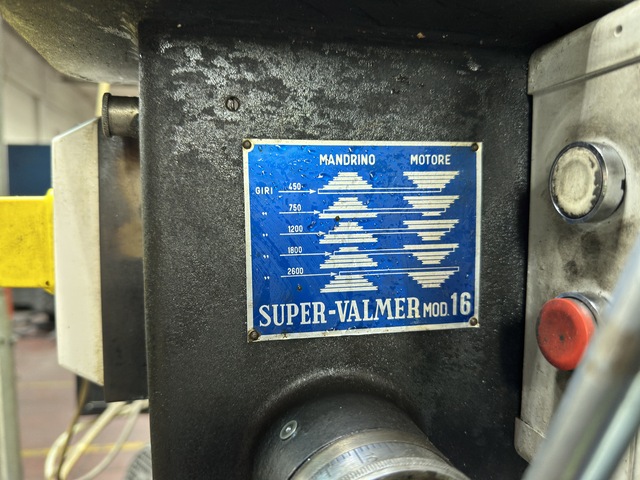 MANDRINO MOTORE
GIRI 450
" 750
" 1200
" 1800
" 2600
SUPER-VALMER MOD. 16